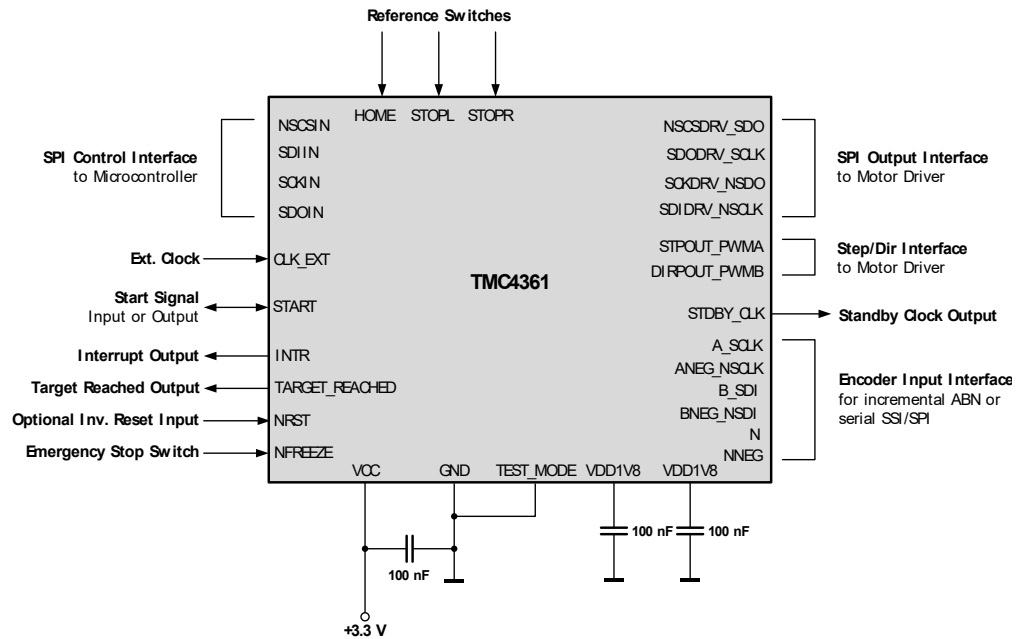 Reference Switches
HOME STOPL STOPR
NSCSIN
SDIIN
SCKIN
SDOIN
SPI Control Interface
to Microcontroller
NSCSDRV_SDO
SDODRV_SCLK
SCKDRV_NSDO
SDIDRV_NSCLK
SPI Output Interface
to Motor Driver
Ext. Clock
CLK_EXT
STPOUT_PWMA
DIRPOUT_PWMB
Step/Dir Interface
to Motor Driver
TMC4361
Start Signal
Input or Output
START
STDBY_CLK
Standby Clock Output
Interrupt Output
INTR
Target Reached Output
TARGET_REACHED
Optional Inv. Reset Input
NRST
Emergency Stop Switch
NFREEZE
A_SCLK
ANEG_NSCLK
B_SDI
BNEG_NSDI
N
NNEG
Encoder Input Interface
for incremental ABN or
serial SSI/SPI
VCC GND TEST_MODE VDD1V8 VDD1V8
100 nF 100 nF
100 nF
+3.3 V